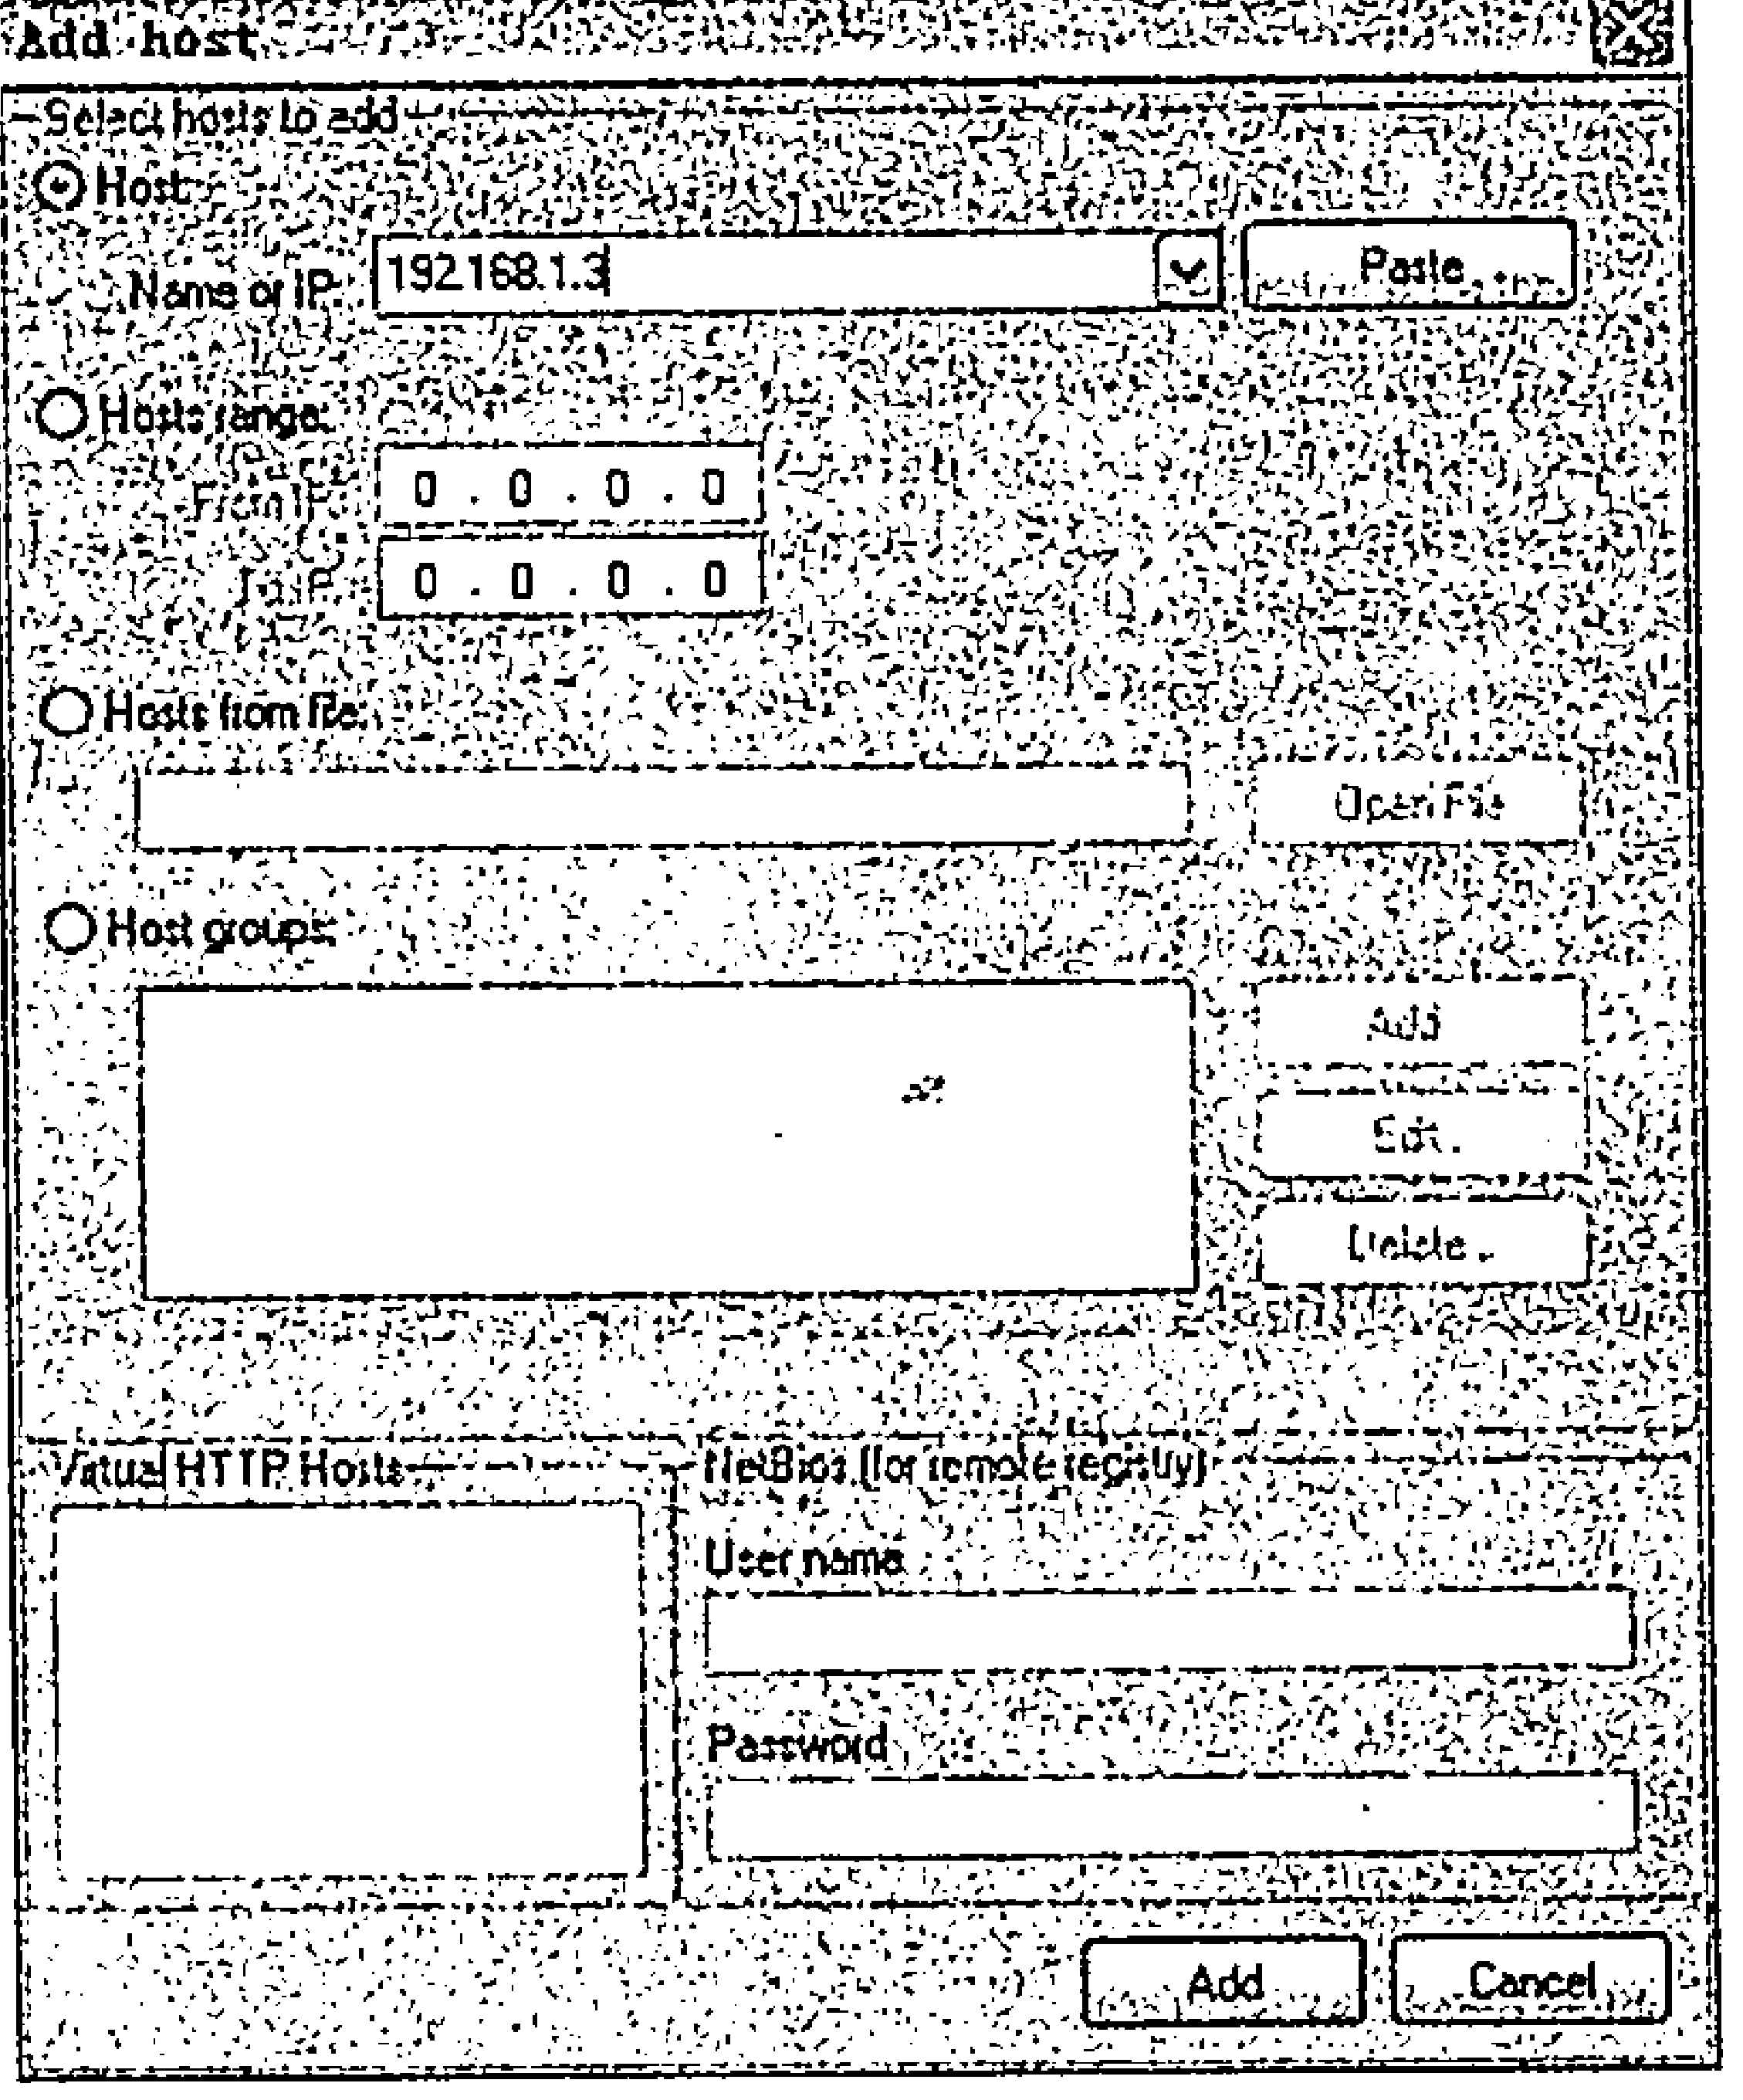 Add host
Select hosts to add
Host
Name or IP: 192.168.1.3 Paste
Hosts range:
From IP: 0 . 0 . 0 . 0
To IP: 0 . 0 . 0 . 0
Hosts from file:
Open File
Host groups:
Add
Edit
Delete
Virtual HTTP Hosts
NetBios (for remote registry)
User name
Password
Add Cancel